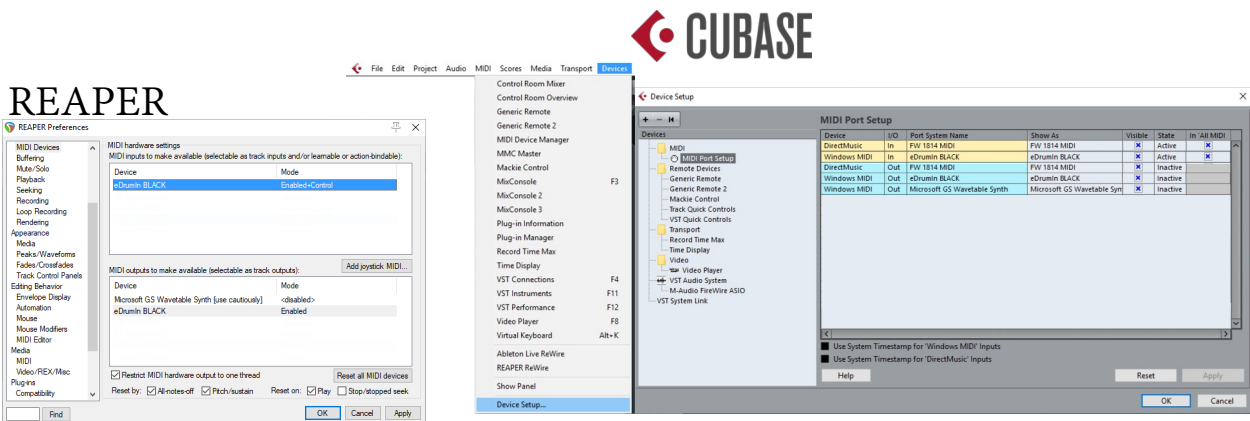 CUBASE
REAPER
File Edit Project Audio MIDI Scores Media Transport Devices
Control Room Mixer
Control Room Overview
Generic Remote
Generic Remote 2
MIDI Device Manager
MMC Master
Mackie Control
MixConsole F3
MixConsole 2
MixConsole 3
Plug-in Information
Plug-in Manager
Record Time Max
Time Display
VST Connections F4
VST Instruments F11
VST Performance F12
Video Player F8
Virtual Keyboard Alt+K
Ableton Live ReWire
REAPER ReWire
Show Panel
Device Setup...
REAPER Preferences
MIDI Devices
Buffering
Mute/Solo
Playback
Seeking
Recording
Loop Recording
Rendering
Appearance
Media
Peaks/Waveforms
Fades/Crossfades
Track Control Panels
Editing Behavior
Envelope Display
Automation
Mouse
Mouse Modifiers
MIDI Editor
Media
MIDI
Video/REX/Misc
Plug-ins
Compatibility
Find
MIDI hardware settings
MIDI inputs to make available (selectable as track inputs and/or learnable or action-bindable):
Device Mode
eDrumIn BLACK Enabled+Control
Add joystick MIDI...
MIDI outputs to make available (selectable as track outputs):
Device Mode
Microsoft GS Wavetable Synth [use cautiously] <disabled>
eDrumIn BLACK Enabled
Restrict MIDI hardware output to one thread Reset all MIDI devices
Reset by: All-notes-off Pitch/sustain Reset on: Play Stop/stopped seek
OK Cancel Apply
Device Setup
Devices
MIDI
MIDI Port Setup
Remote Devices
Generic Remote
Generic Remote 2
Mackie Control
Track Quick Controls
VST Quick Controls
Transport
Record Time Max
Time Display
Video
Video Player
VST Audio System
M-Audio FireWire ASIO
VST System Link
MIDI Port Setup
Device I/O Port System Name Show As Visible State In 'All MIDI
DirectMusic In FW 1814 MIDI FW 1814 MIDI Active
Windows MIDI In eDrumIn BLACK eDrumIn BLACK Active
DirectMusic Out FW 1814 MIDI FW 1814 MIDI Inactive
Windows MIDI Out eDrumIn BLACK eDrumIn BLACK Inactive
Windows MIDI Out Microsoft GS Wavetable Synth Microsoft GS Wavetable Syn Inactive
Use System Timestamp for 'Windows MIDI' Inputs
Use System Timestamp for 'DirectMusic' Inputs
Help Reset Apply
OK Cancel